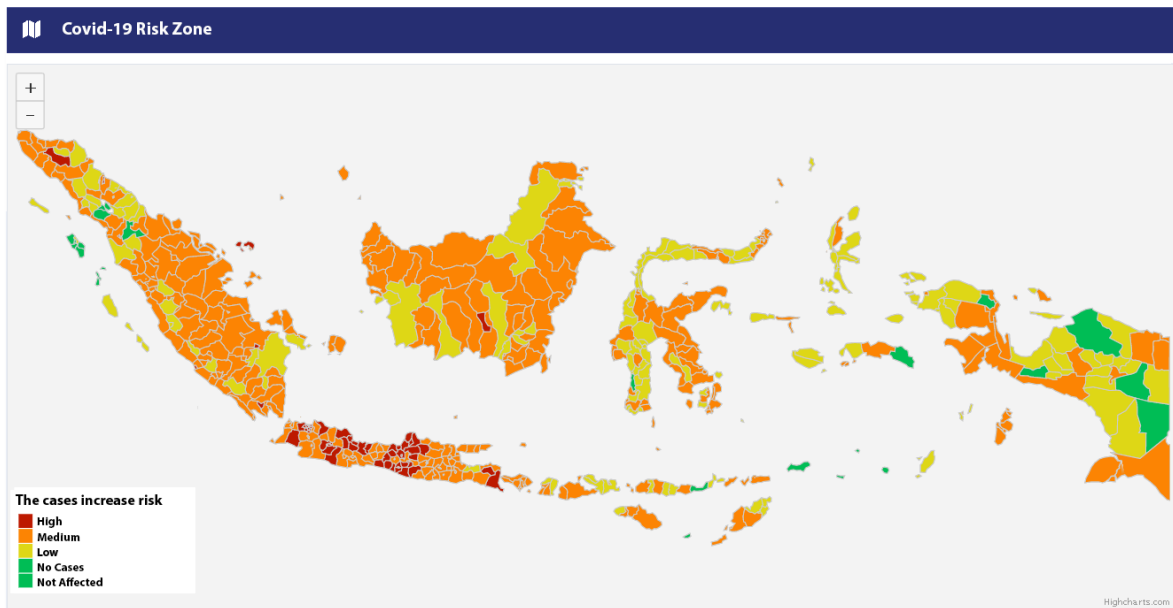 Covid-19 Risk Zone
+
−
The cases increase risk
High
Medium
Low
No Cases
Not Affected
Highcharts.com